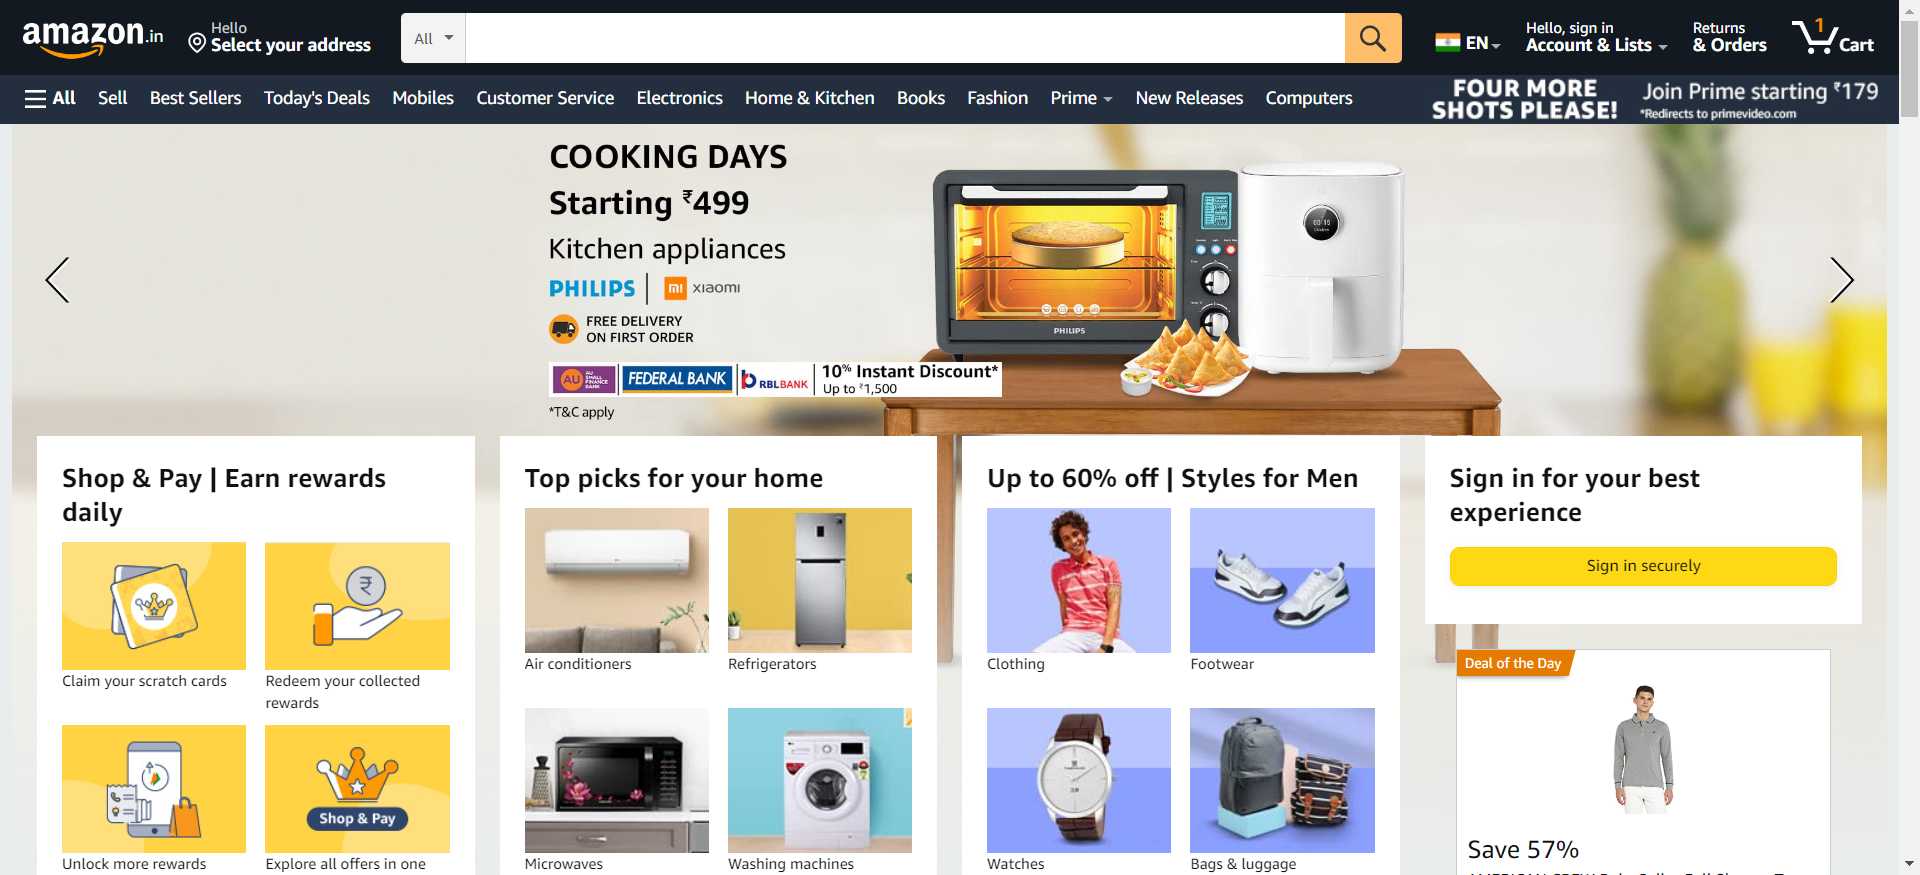 amazon.in
Hello
Select your address
All
EN
Hello, sign in
Account & Lists
Returns
& Orders
1
Cart
All
Sell
Best Sellers
Today's Deals
Mobiles
Customer Service
Electronics
Home & Kitchen
Books
Fashion
Prime
New Releases
Computers
FOUR MORE
SHOTS PLEASE!
Join Prime starting ₹179
*Redirects to primevideo.com
COOKING DAYS
Starting ₹499
Kitchen appliances
PHILIPS
mi xiaomi
FREE DELIVERY
ON FIRST ORDER
AU SMALL FINANCE BANK
FEDERAL BANK
RBLBANK
10% Instant Discount*
Up to ₹1,500
*T&C apply
PHILIPS
Shop & Pay | Earn rewards
daily
Claim your scratch cards
Redeem your collected
rewards
Shop & Pay
Unlock more rewards
Explore all offers in one
Top picks for your home
Air conditioners
Refrigerators
Microwaves
Washing machines
Up to 60% off | Styles for Men
Clothing
Footwear
Watches
Bags & luggage
Sign in for your best
experience
Sign in securely
Deal of the Day
Save 57%